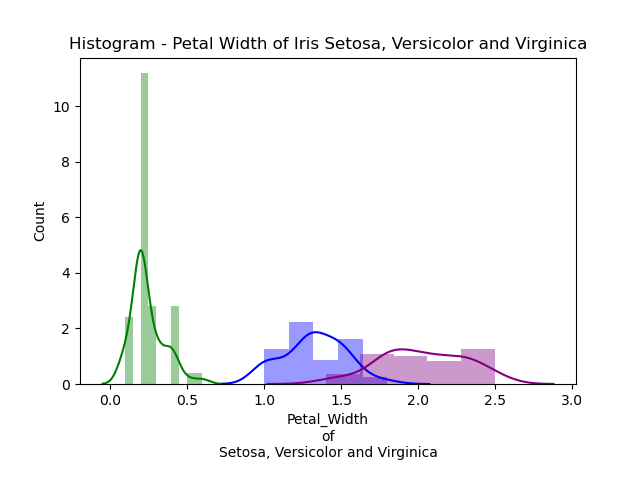 Histogram - Petal Width of Iris Setosa, Versicolor and Virginica
Count
10
8
6
4
2
0
0.0 0.5 1.0 1.5 2.0 2.5 3.0
Petal_Width
of
Setosa, Versicolor and Virginica